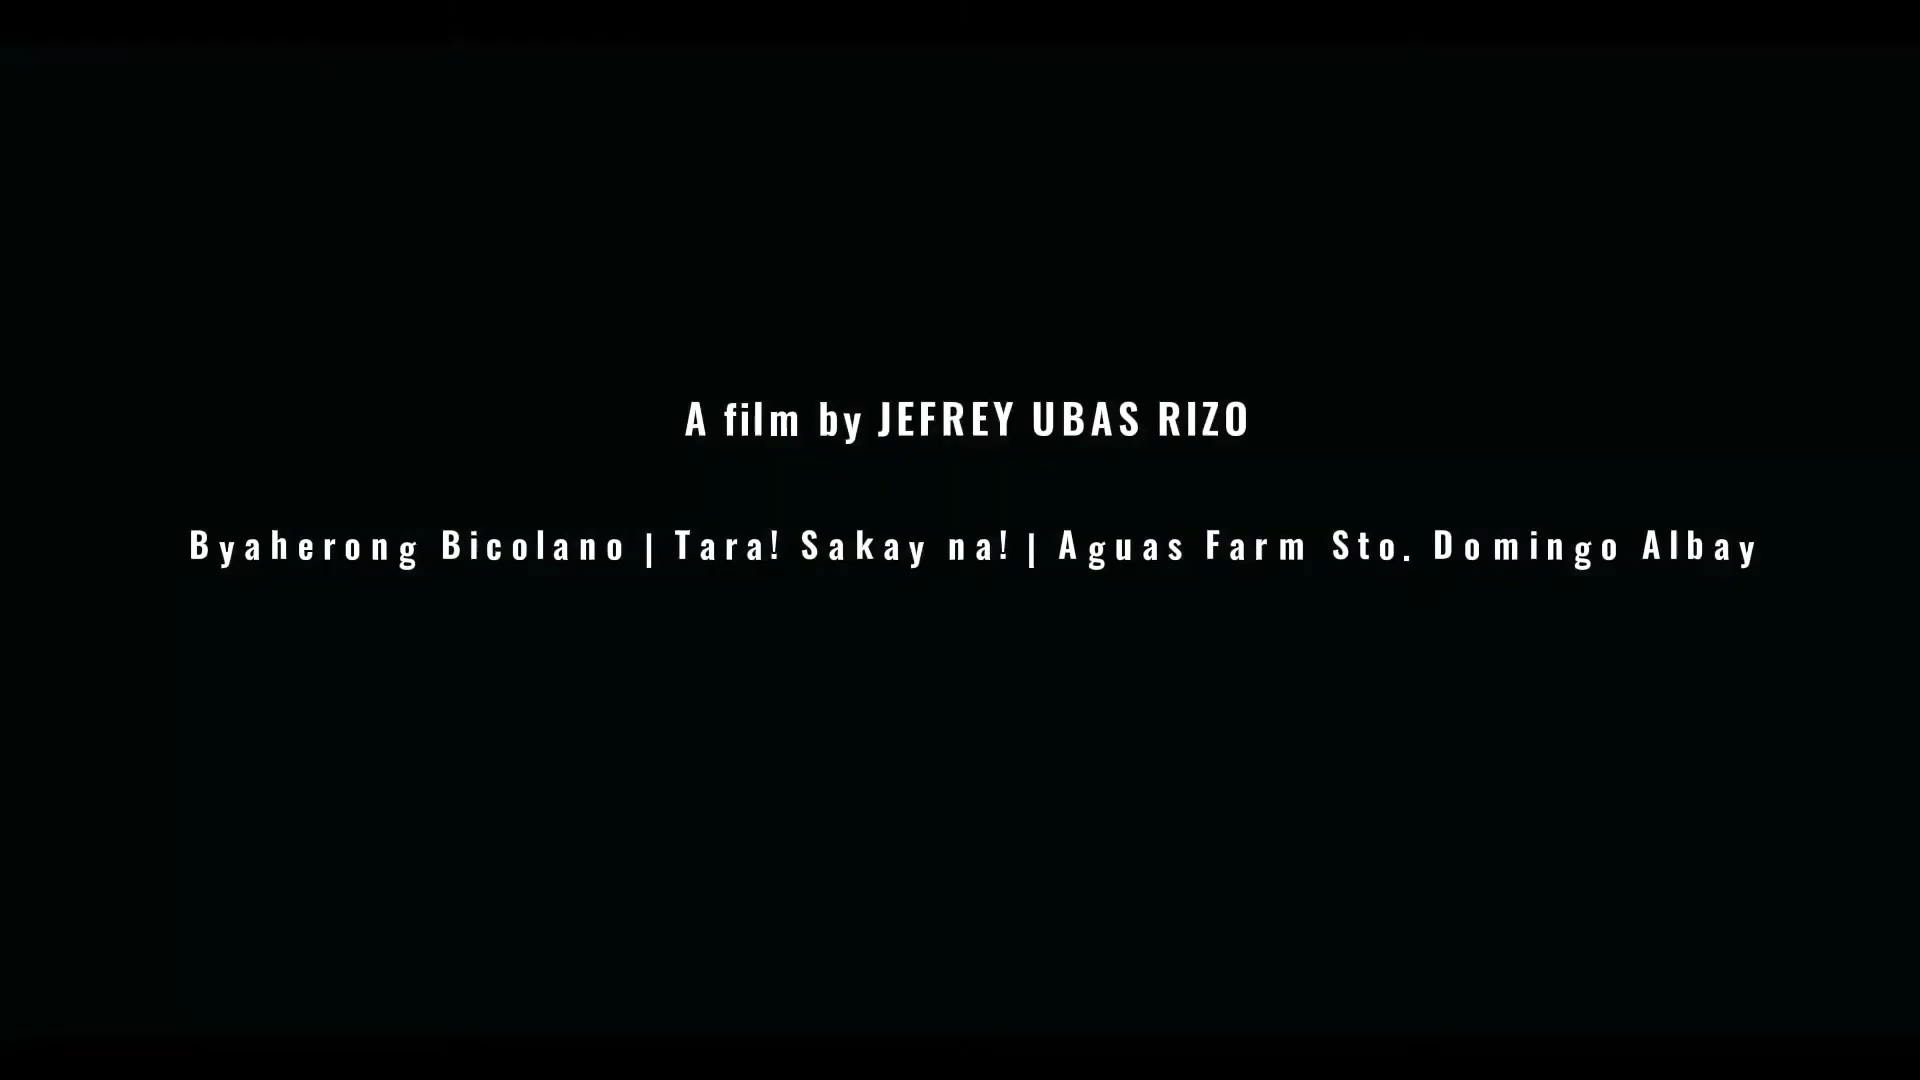 A film by JEFREY UBAS RIZO
Byaherong Bicolano | Tara! Sakay na! | Aguas Farm Sto. Domingo Albay